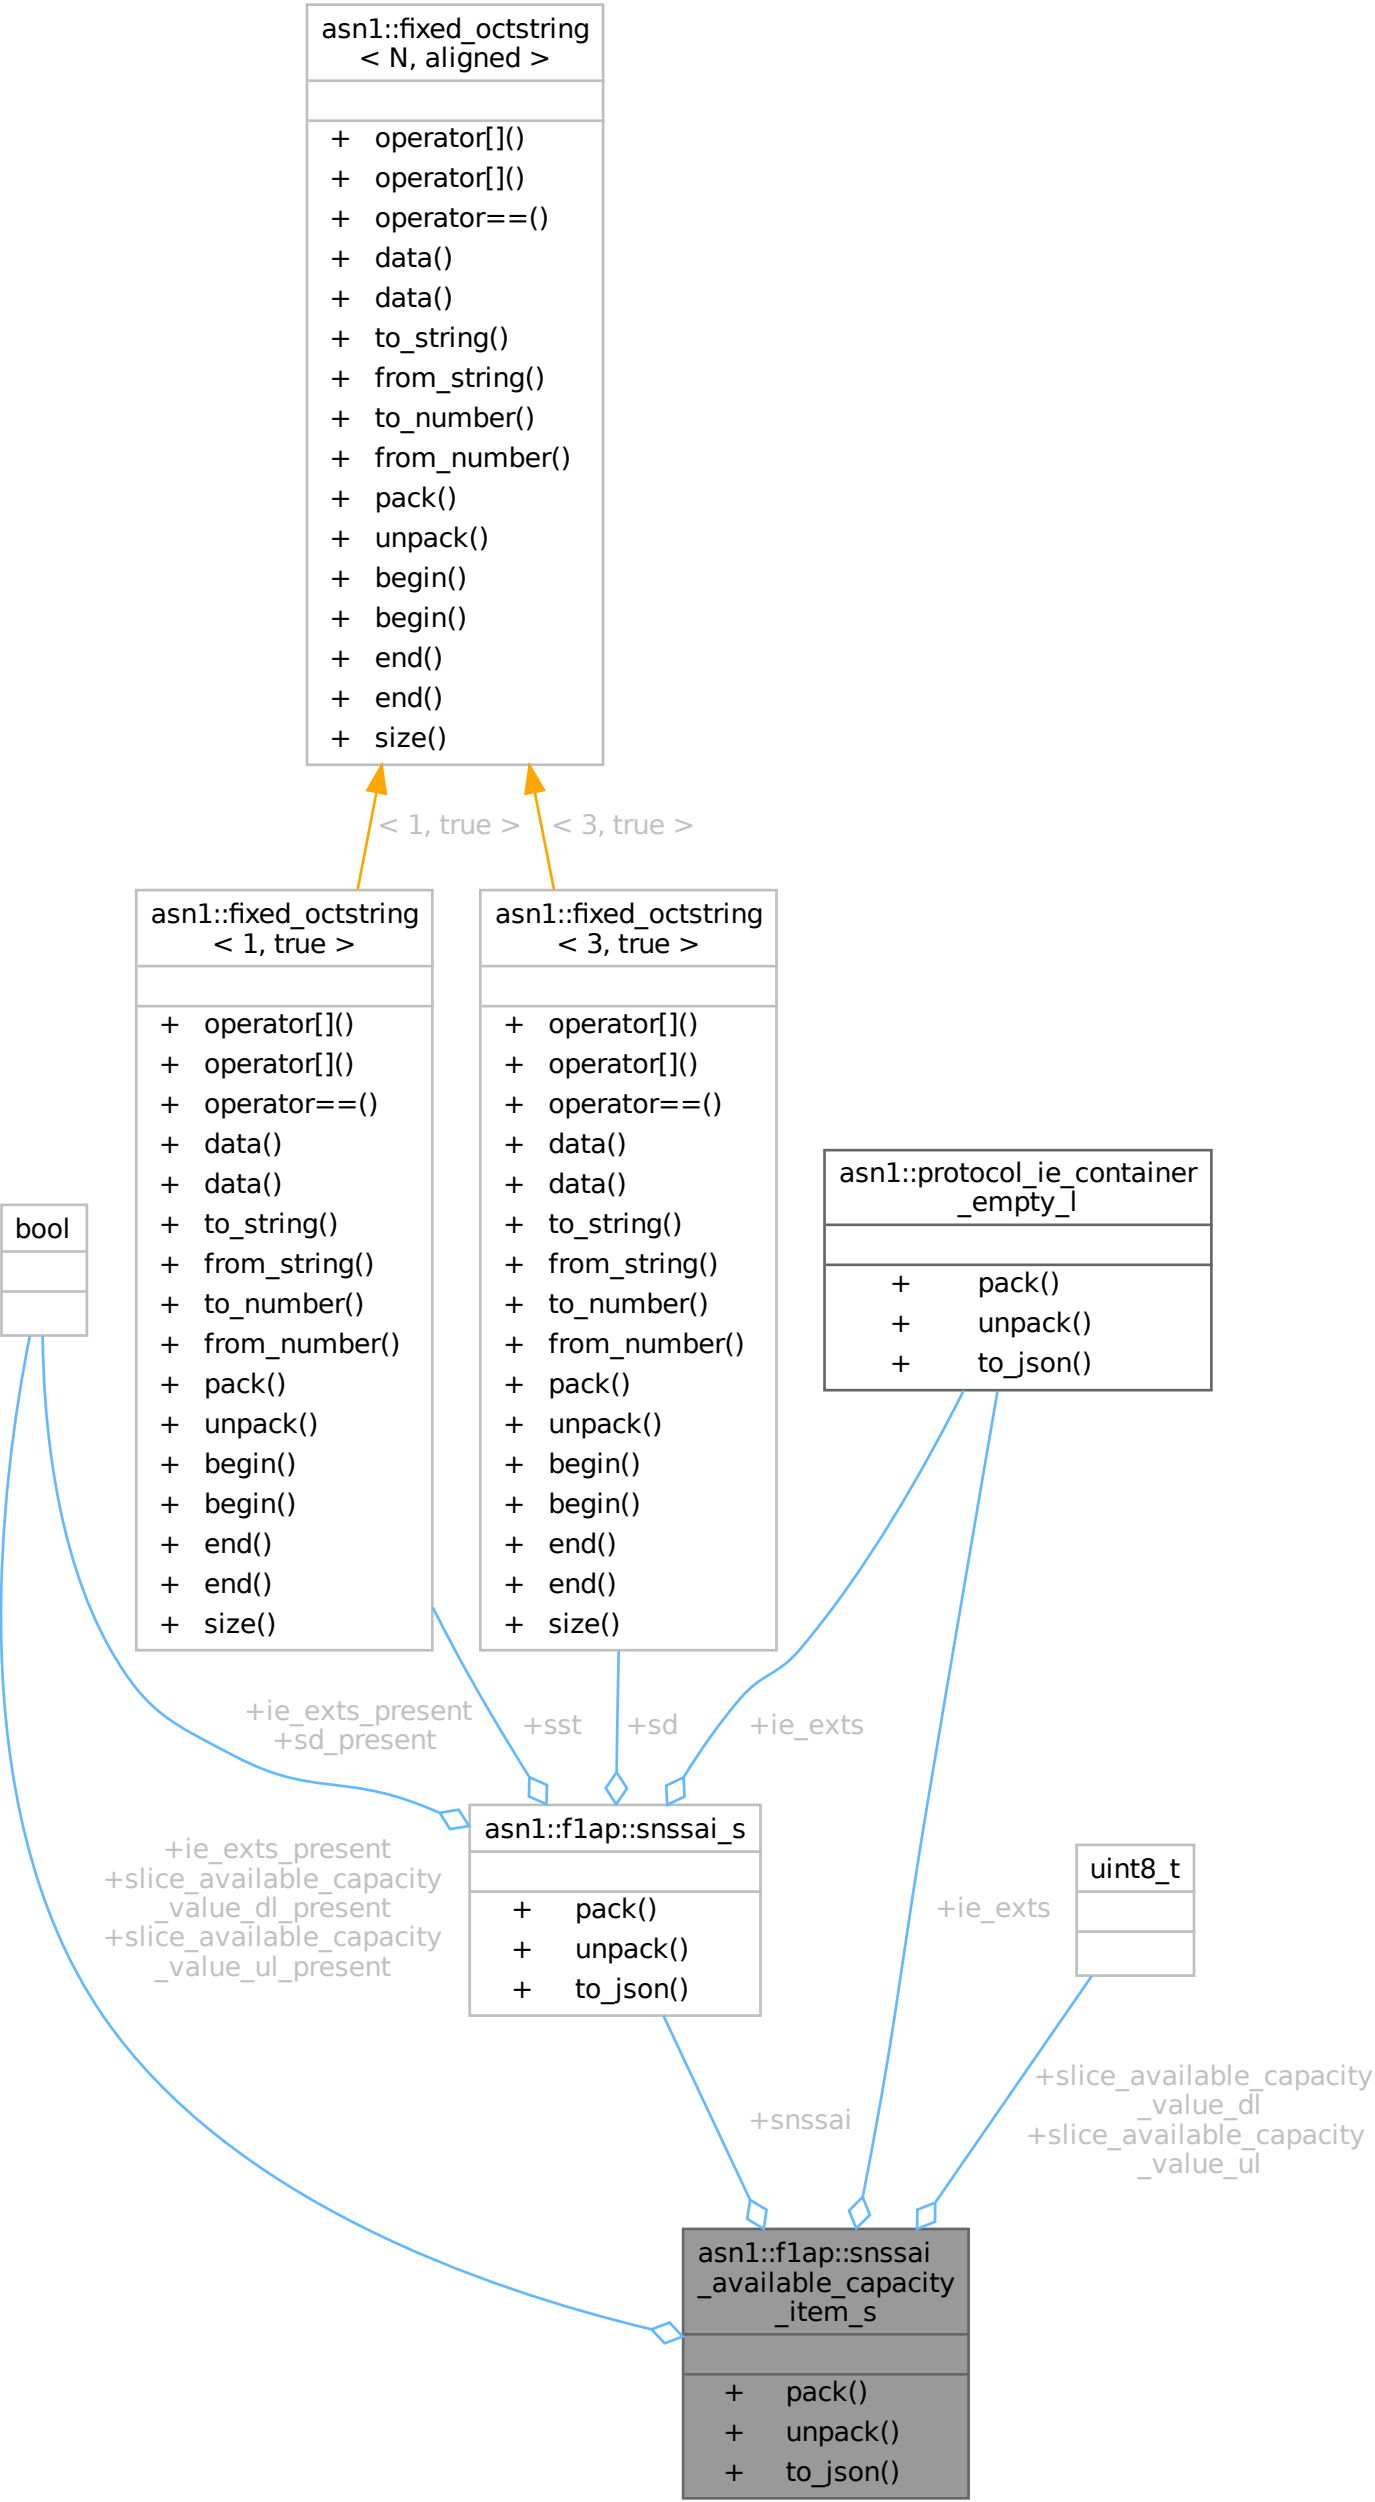 asn1::fixed_octstring
< N, aligned >
+ operator[]()
+ operator[]()
+ operator==()
+ data()
+ data()
+ to_string()
+ from_string()
+ to_number()
+ from_number()
+ pack()
+ unpack()
+ begin()
+ begin()
+ end()
+ end()
+ size()
< 1, true >
< 3, true >
asn1::fixed_octstring
< 1, true >
+ operator[]()
+ operator[]()
+ operator==()
+ data()
+ data()
+ to_string()
+ from_string()
+ to_number()
+ from_number()
+ pack()
+ unpack()
+ begin()
+ begin()
+ end()
+ end()
+ size()
asn1::fixed_octstring
< 3, true >
+ operator[]()
+ operator[]()
+ operator==()
+ data()
+ data()
+ to_string()
+ from_string()
+ to_number()
+ from_number()
+ pack()
+ unpack()
+ begin()
+ begin()
+ end()
+ end()
+ size()
asn1::protocol_ie_container
_empty_l
+ pack()
+ unpack()
+ to_json()
bool
+ie_exts_present
+sd_present
+sst
+sd
+ie_exts
asn1::f1ap::snssai_s
+ pack()
+ unpack()
+ to_json()
+ie_exts_present
+slice_available_capacity
_value_dl_present
+slice_available_capacity
_value_ul_present
+ie_exts
uint8_t
+snssai
+slice_available_capacity
_value_dl
+slice_available_capacity
_value_ul
asn1::f1ap::snssai
_available_capacity
_item_s
+ pack()
+ unpack()
+ to_json()